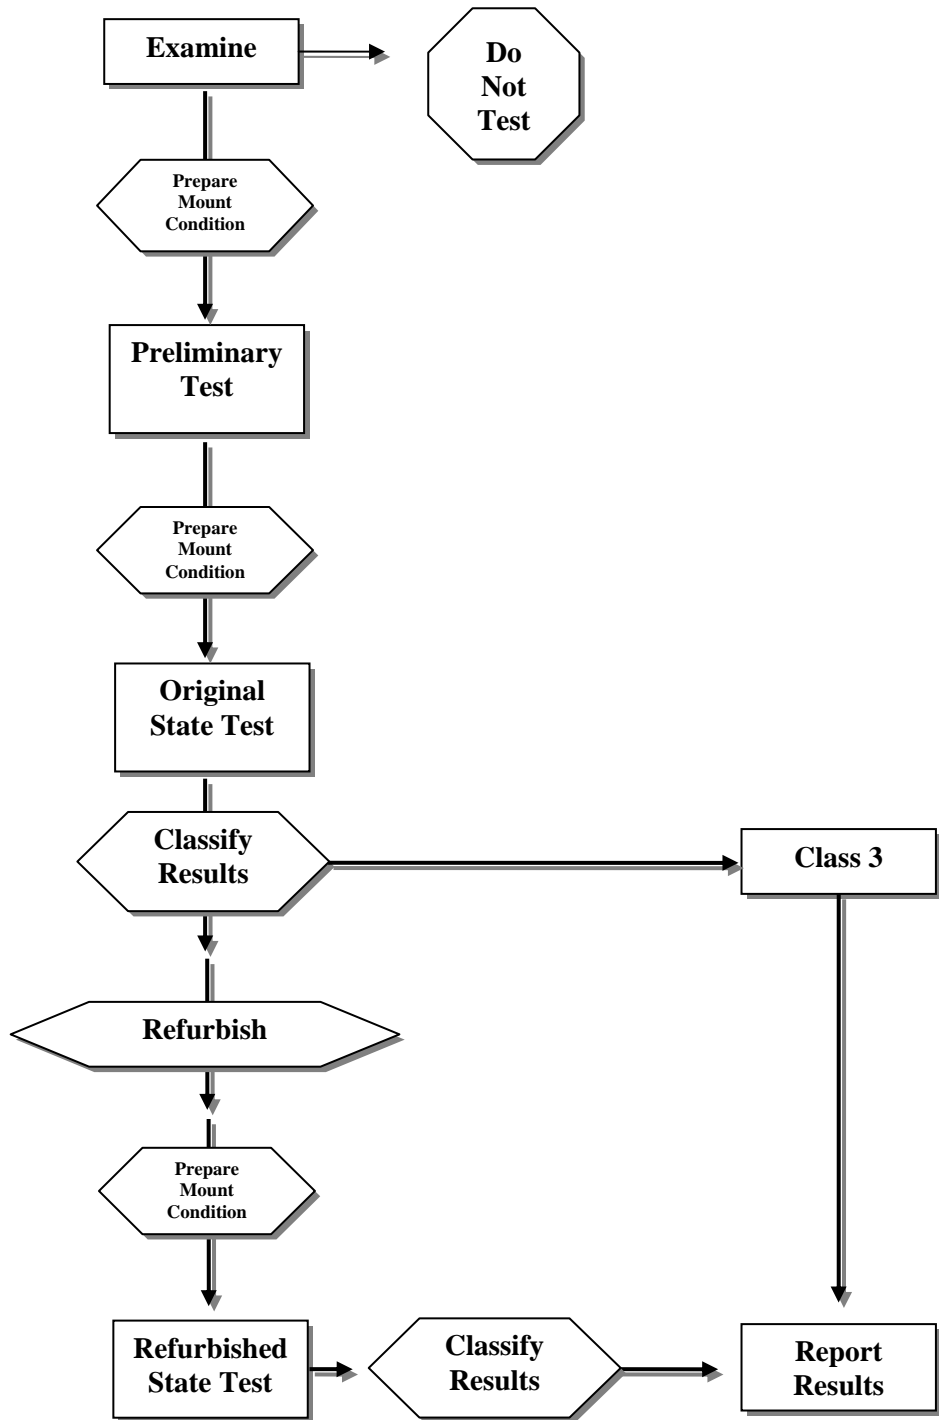 Examine
Do
Not
Test
Prepare
Mount
Condition
Preliminary
Test
Prepare
Mount
Condition
Original
State Test
Classify
Results
Class 3
Refurbish
Prepare
Mount
Condition
Refurbished
State Test
Classify
Results
Report
Results